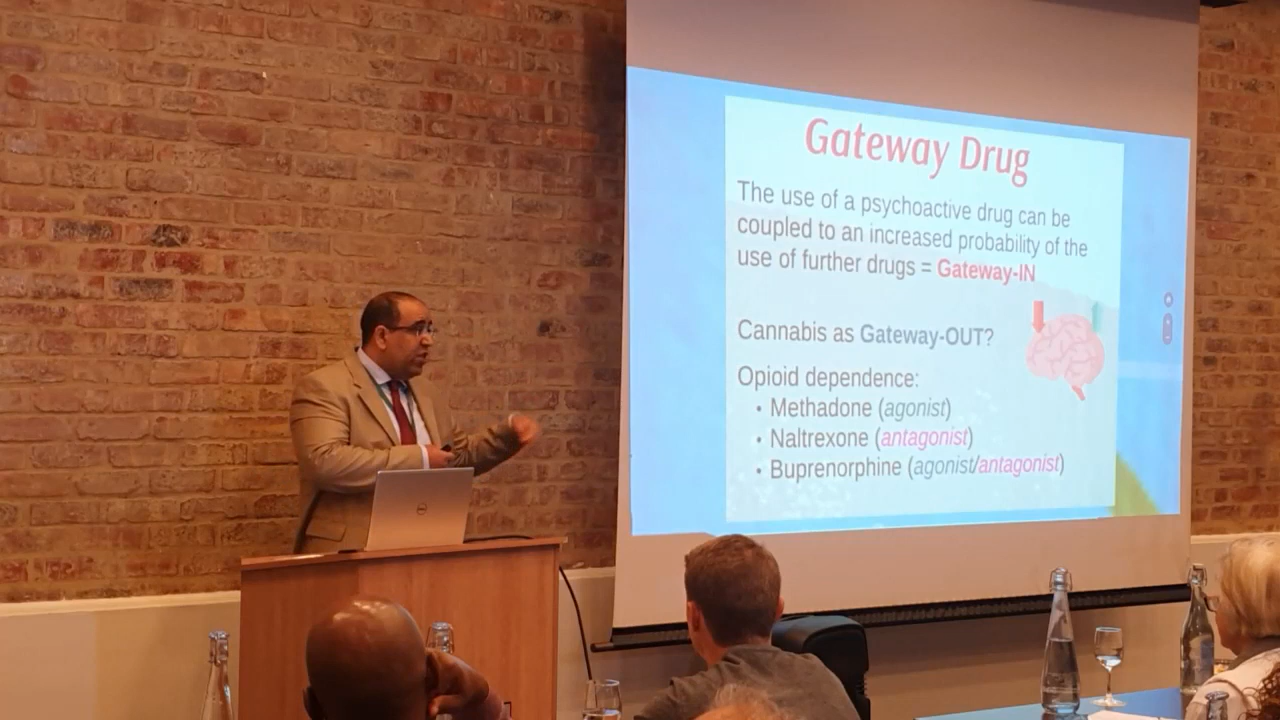 Gateway Drug
The use of a psychoactive drug can be
coupled to an increased probability of the
use of further drugs = Gateway-IN
Cannabis as Gateway-OUT?
Opioid dependence:
• Methadone (agonist)
• Naltrexone (antagonist)
• Buprenorphine (agonist/antagonist)
DELL